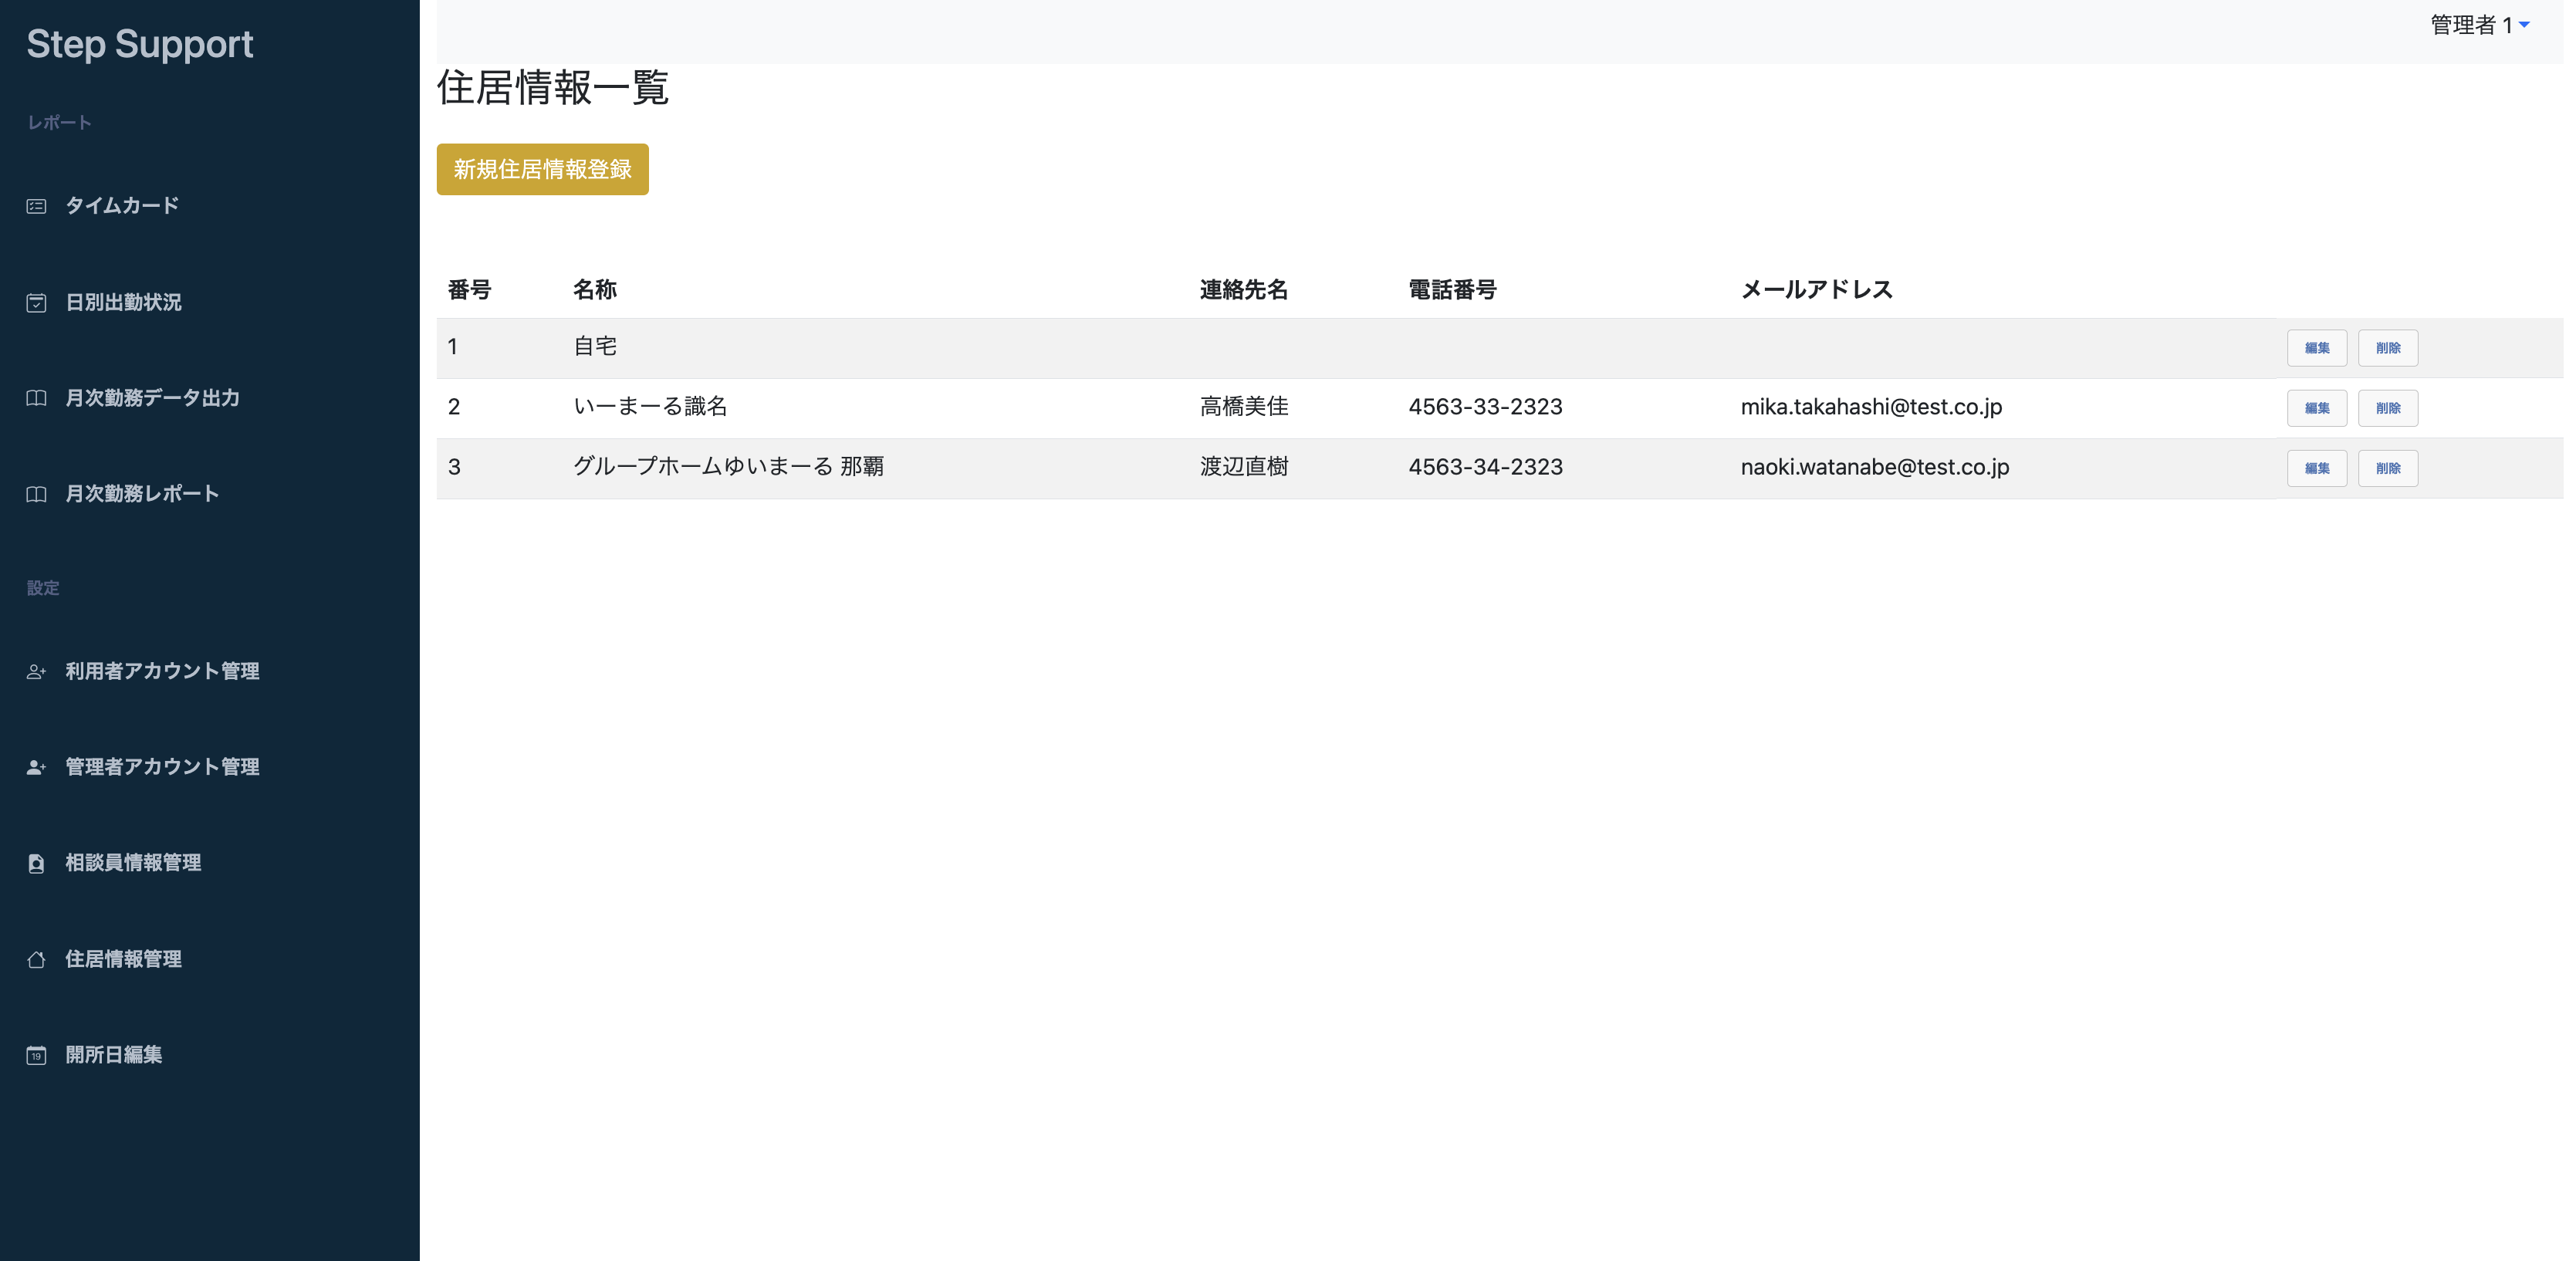 Step Support
レポート
タイムカード
日別出勤状況
月次勤務データ出力
月次勤務レポート
設定
利用者アカウント管理
管理者アカウント管理
相談員情報管理
住居情報管理
19 開所日編集
管理者 1
住居情報一覧
新規住居情報登録
番号 名称 連絡先名 電話番号 メールアドレス
1 自宅 編集 削除
2 いーまーる識名 高橋美佳 4563-33-2323 mika.takahashi@test.co.jp 編集 削除
3 グループホームゆいまーる 那覇 渡辺直樹 4563-34-2323 naoki.watanabe@test.co.jp 編集 削除